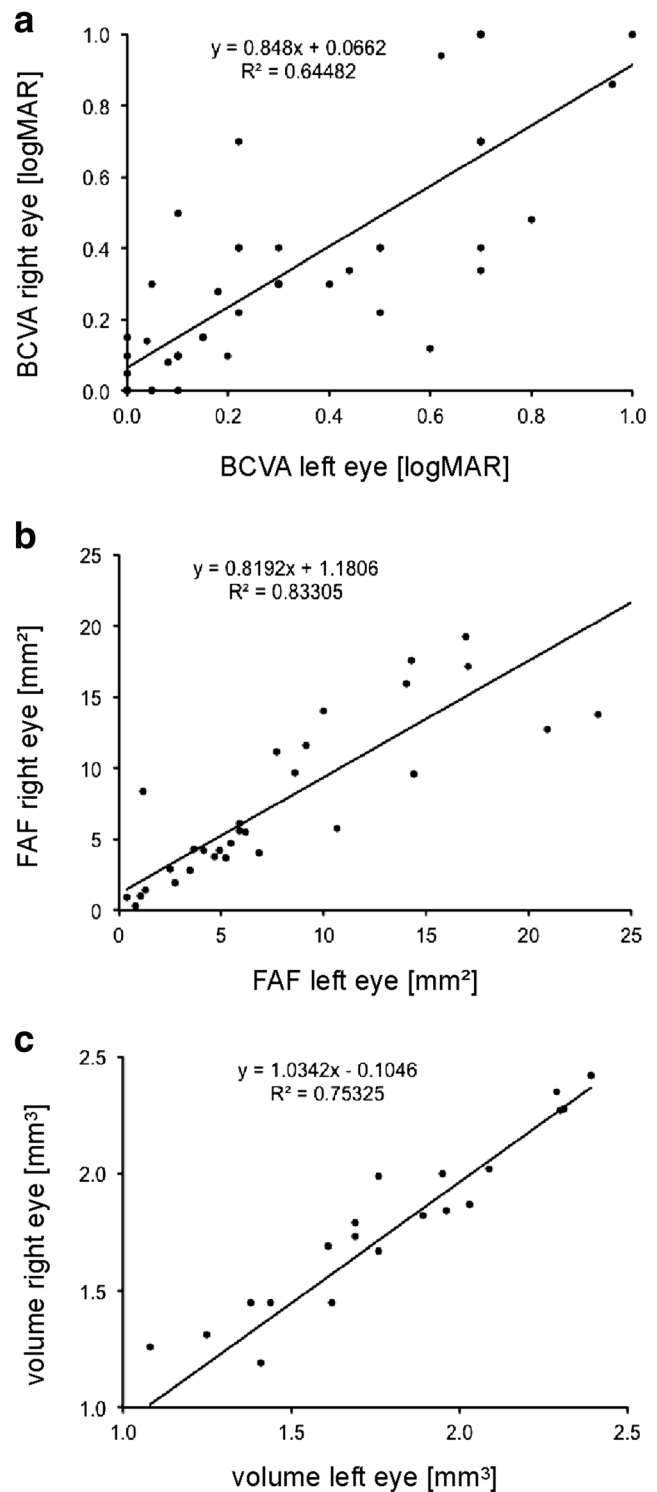 a
y = 0.848x + 0.0662
R² = 0.64482
BCVA right eye [logMAR]
1.0
0.8
0.6
0.4
0.2
0.0
0.0 0.2 0.4 0.6 0.8 1.0
BCVA left eye [logMAR]
b
y = 0.8192x + 1.1806
R² = 0.83305
FAF right eye [mm²]
25
20
15
10
5
0
0 5 10 15 20 25
FAF left eye [mm²]
c
y = 1.0342x - 0.1046
R² = 0.75325
volume right eye [mm³]
2.5
2.0
1.5
1.0
1.0 1.5 2.0 2.5
volume left eye [mm³]